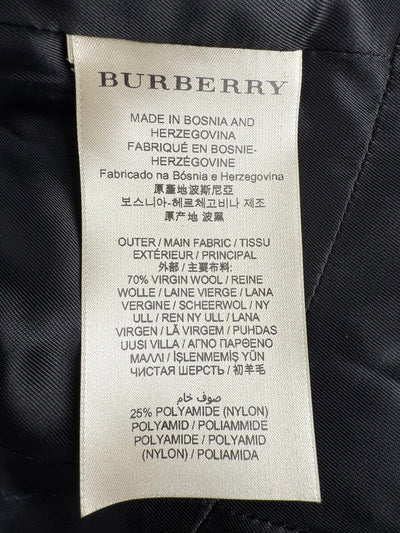 BURBERRY
MADE IN BOSNIA AND
HERZEGOVINA
FABRIQUÉ EN BOSNIE-
HERZÉGOVINE
Fabricado na Bósnia e Herzegovina
原產地波斯尼亞
보스니아-헤르체고비나 제조
原产地 波黑
OUTER / MAIN FABRIC / TISSU
EXTÉRIEUR / PRINCIPAL
外部 / 主要布料:
70% VIRGIN WOOL / REINE
WOLLE / LAINE VIERGE / LANA
VERGINE / SCHEERWOL / NY
ULL / REN NY ULL / LANA
VIRGEN / LÃ VIRGEM / PUHDAS
UUSI VILLA / ΑΓΝΟ ΠΑΡΘΕΝΟ
ΜΑΛΛΙ / İŞLENMEMİŞ YÜN
ЧИСТАЯ ШЕРСТЬ / 初羊毛
صوف خام
25% POLYAMIDE (NYLON)
POLYAMID / POLIAMMIDE
POLYAMIDE / POLYAMID
(NYLON) / POLIAMIDA